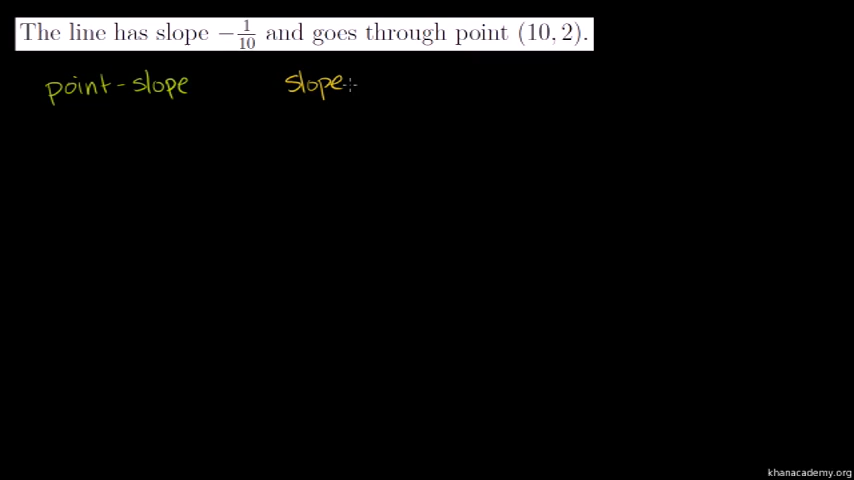 The line has slope −1/10 and goes through point (10, 2).
point-slope slope-
khanacademy.org